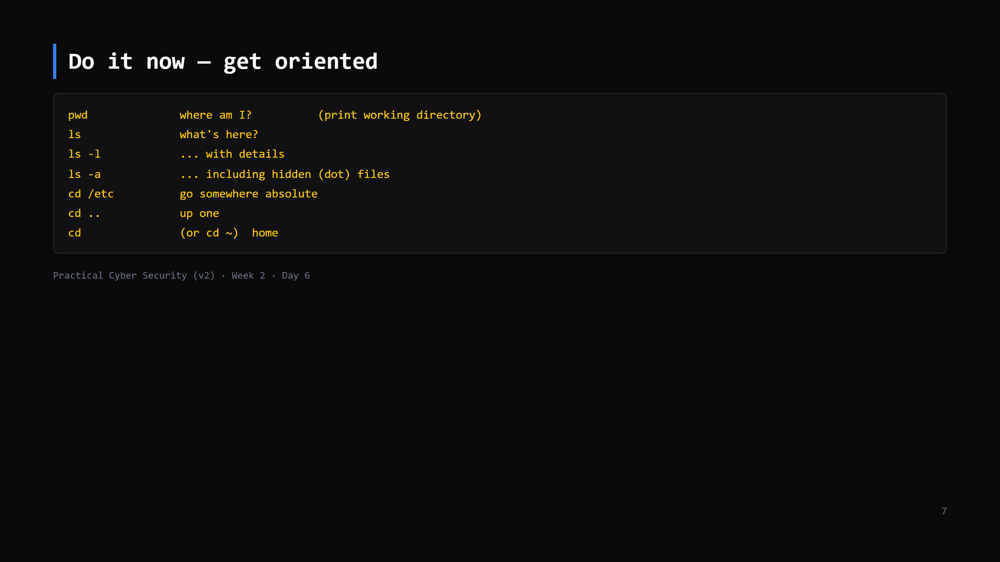 Do it now — get oriented
pwd              where am I?          (print working directory)
ls               what's here?
ls -l            ... with details
ls -a            ... including hidden (dot) files
cd /etc          go somewhere absolute
cd ..            up one
cd               (or cd ~)  home
Practical Cyber Security (v2) · Week 2 · Day 6
7